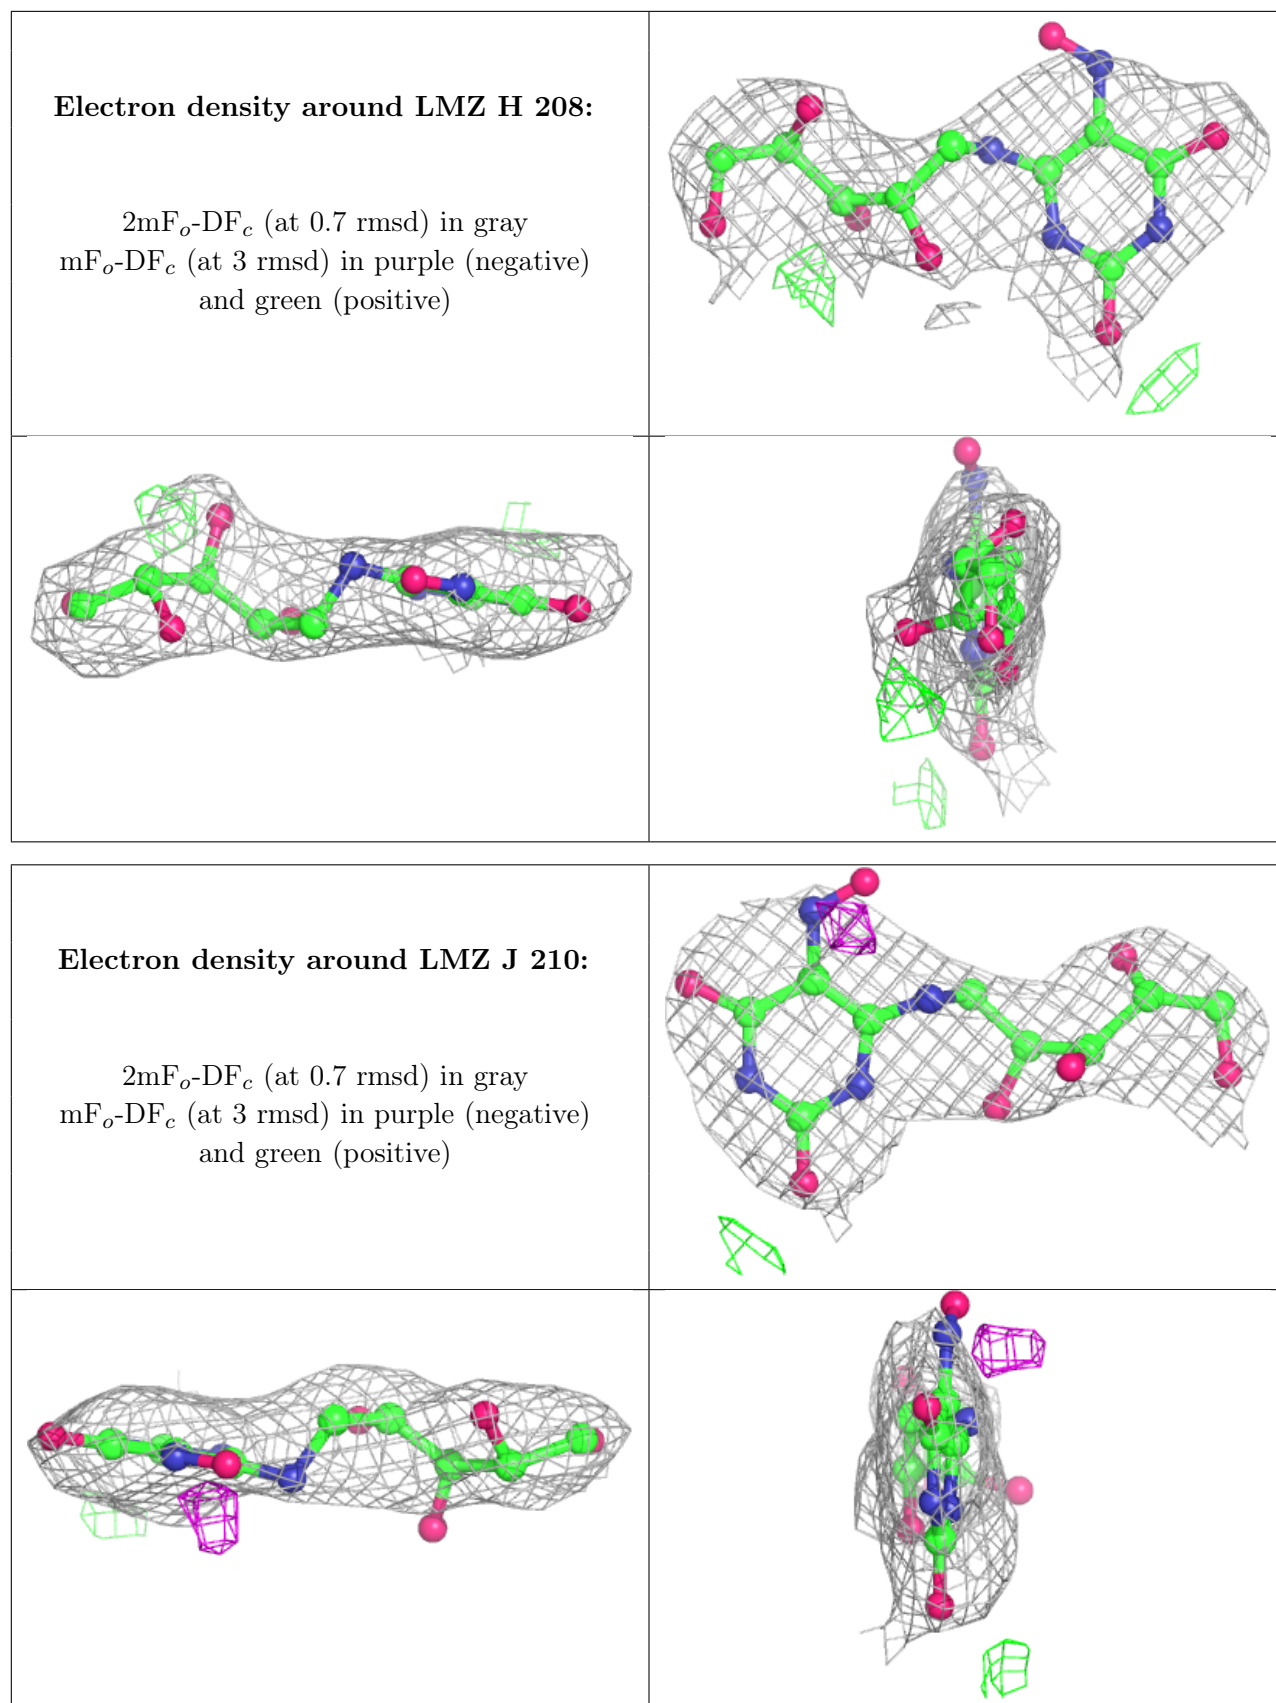 Electron density around LMZ H 208:
2mFo-DFc (at 0.7 rmsd) in gray
mFo-DFc (at 3 rmsd) in purple (negative)
and green (positive)
Electron density around LMZ J 210:
2mFo-DFc (at 0.7 rmsd) in gray
mFo-DFc (at 3 rmsd) in purple (negative)
and green (positive)